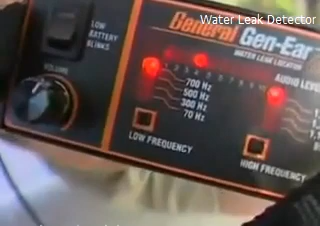 Water Leak Detector
LOW
BATTERY
BLINKS
General Gen-Ear
WATER LEAK LOCATOR
VOLUME
AUDIO LEVE
700 Hz
500 Hz
300 Hz
70 Hz
LOW FREQUENCY
HIGH FREQUENCY